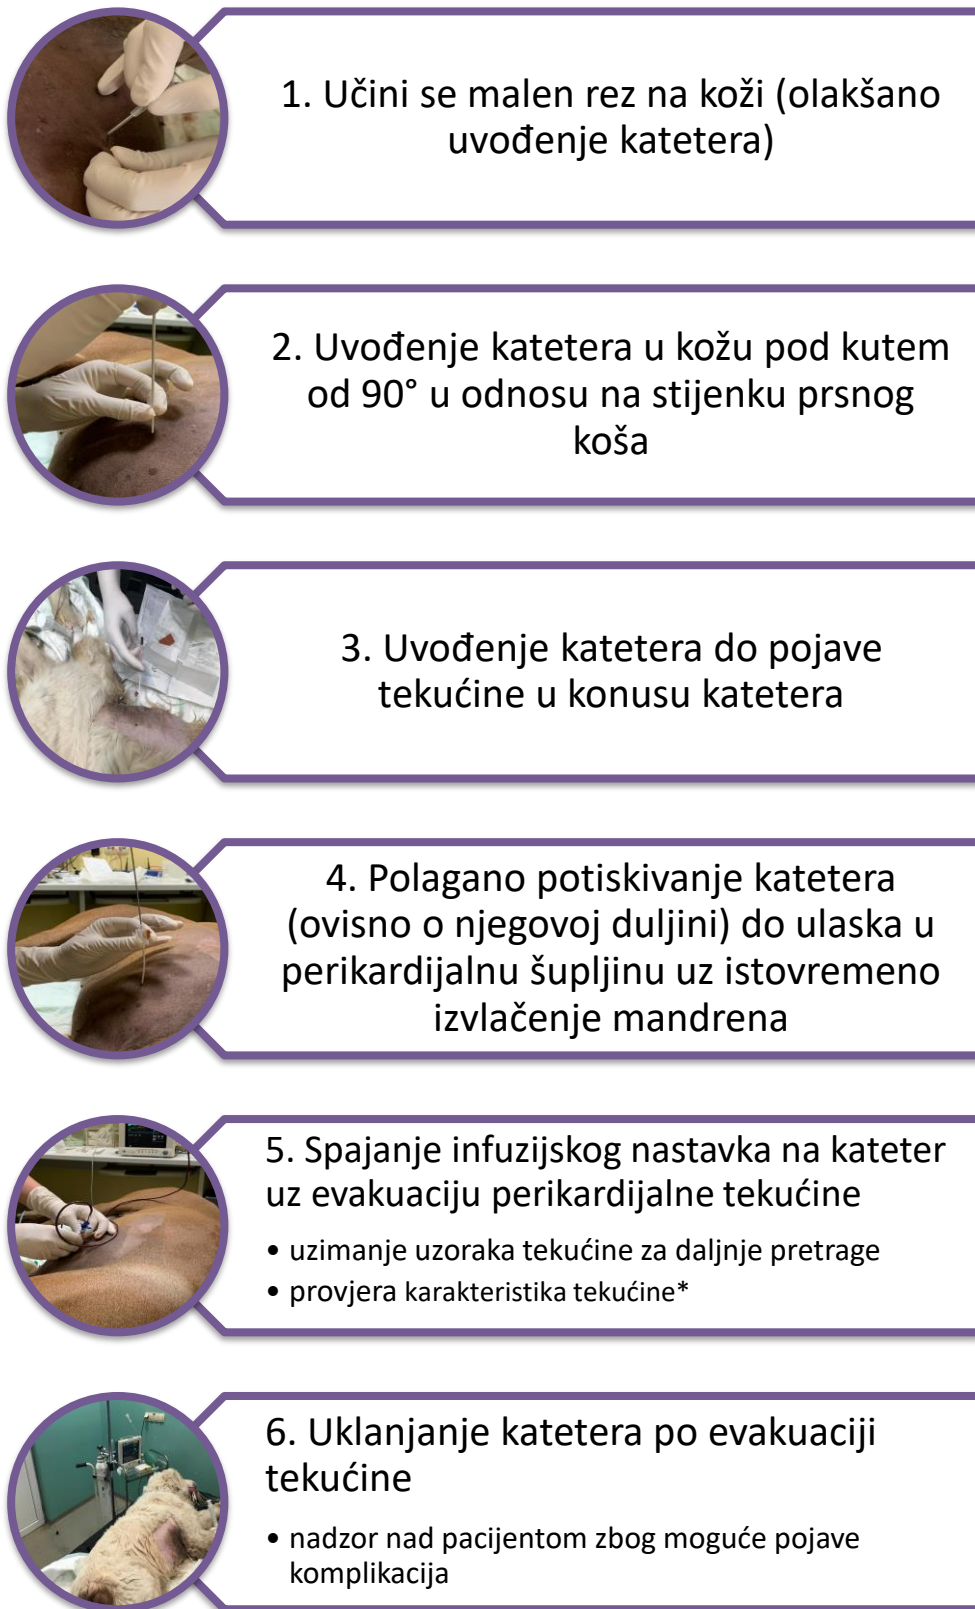 1. Učini se malen rez na koži (olakšano
uvođenje katetera)
2. Uvođenje katetera u kožu pod kutem
od 90° u odnosu na stijenku prsnog
koša
3. Uvođenje katetera do pojave
tekućine u konusu katetera
4. Polagano potiskivanje katetera
(ovisno o njegovoj duljini) do ulaska u
perikardijalnu šupljinu uz istovremeno
izvlačenje mandrena
5. Spajanje infuzijskog nastavka na kateter
uz evakuaciju perikardijalne tekućine
• uzimanje uzoraka tekućine za daljnje pretrage
• provjera karakteristika tekućine*
6. Uklanjanje katetera po evakuaciji
tekućine
• nadzor nad pacijentom zbog moguće pojave
komplikacija